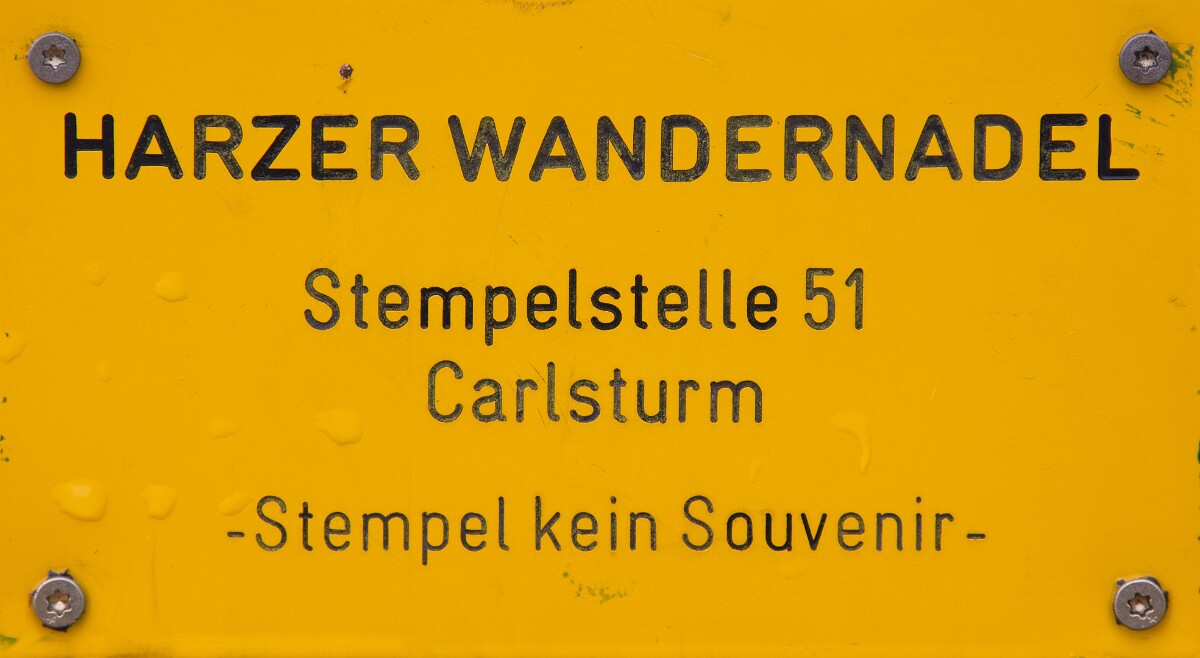 HARZER WANDERNADEL
Stempelstelle 51
Carlsturm
-Stempel kein Souvenir-